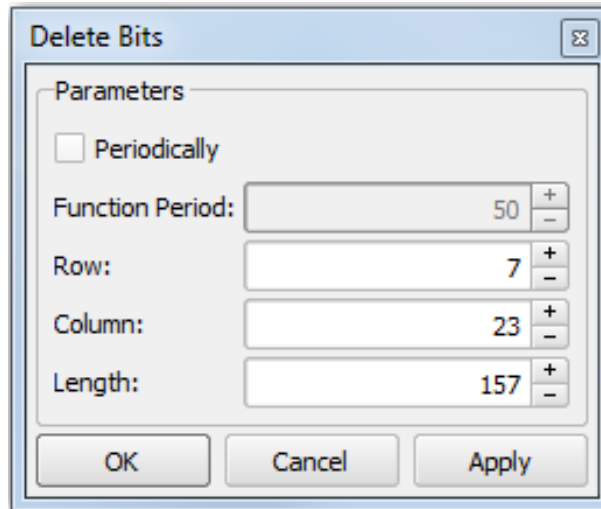 Delete Bits
Parameters
Periodically
Function Period: 50
Row: 7
Column: 23
Length: 157
OK Cancel Apply